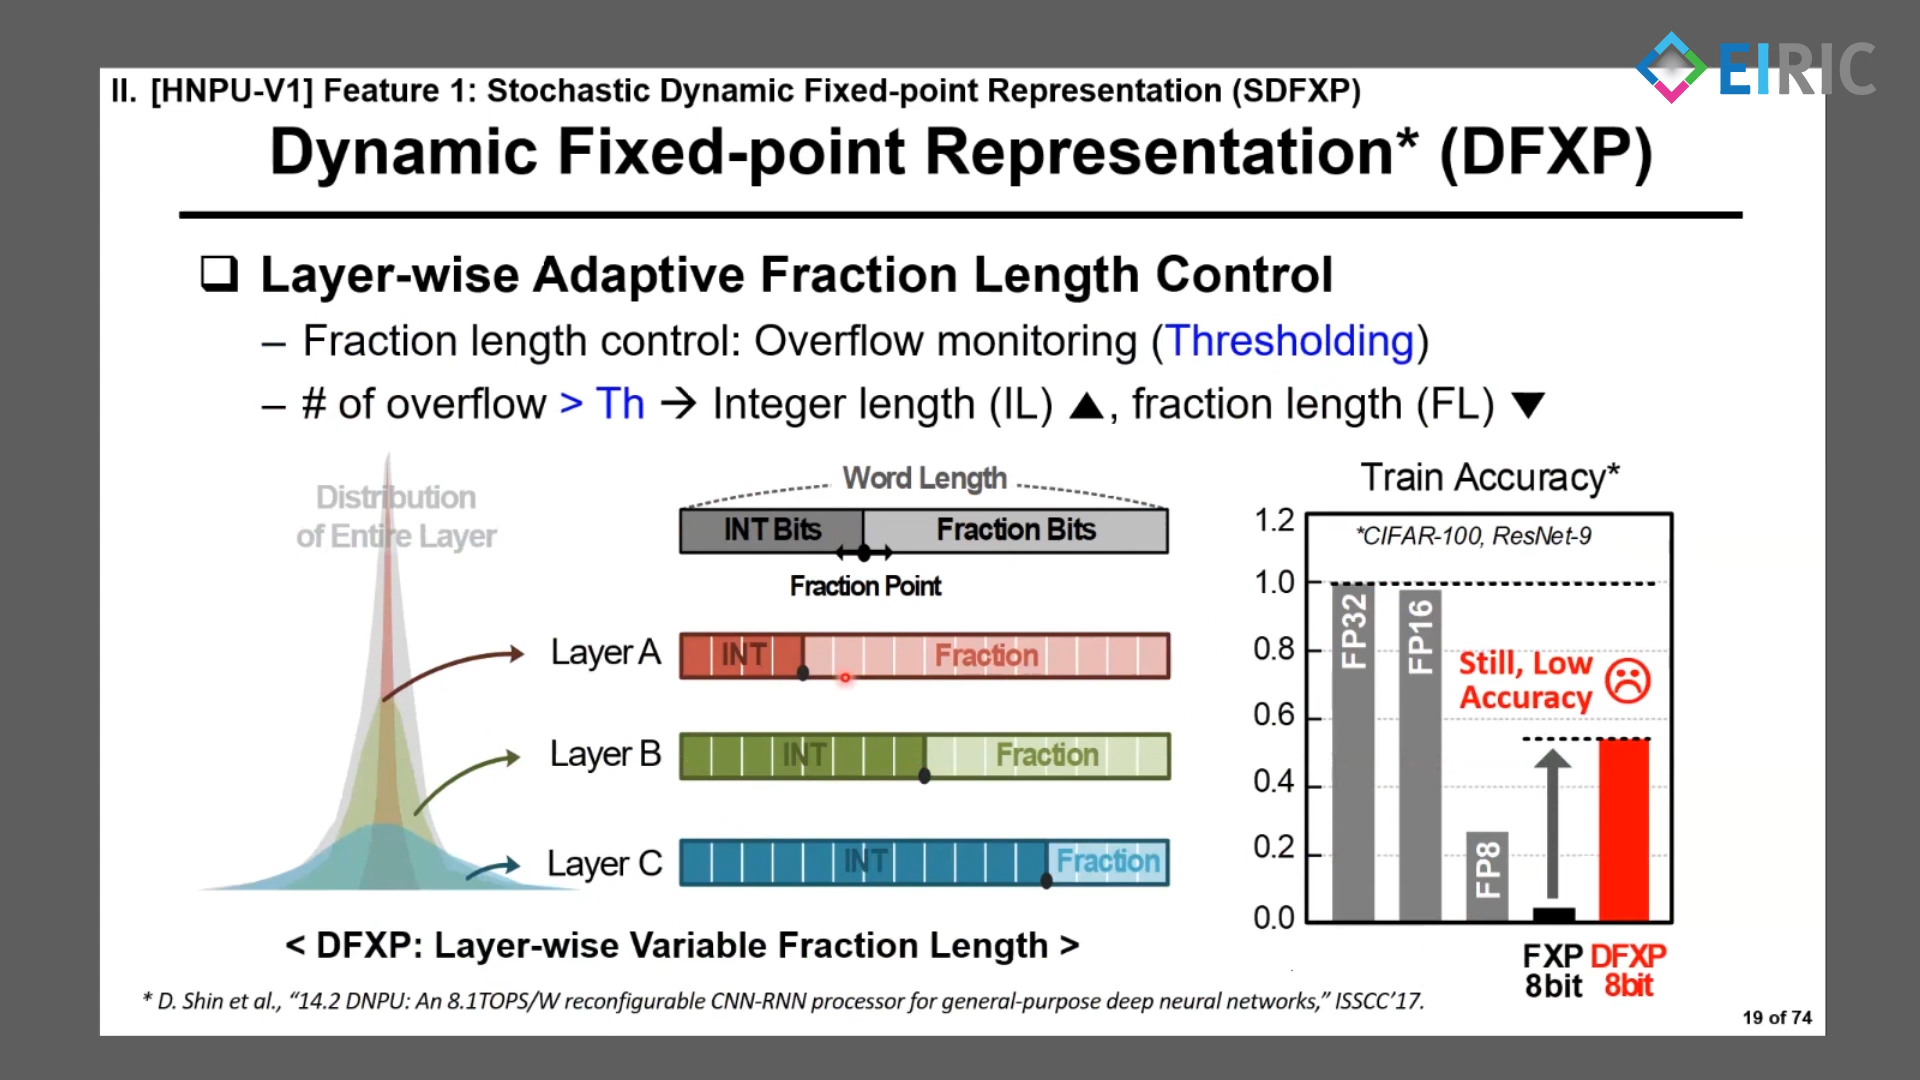 EIRIC
II. [HNPU-V1] Feature 1: Stochastic Dynamic Fixed-point Representation (SDFXP)
Dynamic Fixed-point Representation* (DFXP)
❑ Layer-wise Adaptive Fraction Length Control
– Fraction length control: Overflow monitoring (Thresholding)
– # of overflow > Th → Integer length (IL) ▲, fraction length (FL) ▼
Distribution
of Entire Layer
Word Length
INT Bits Fraction Bits
Fraction Point
Layer A INT Fraction
Layer B INT Fraction
Layer C INT Fraction
< DFXP: Layer-wise Variable Fraction Length >
Train Accuracy*
*CIFAR-100, ResNet-9
1.2
1.0
0.8
0.6
0.4
0.2
0.0
FP32
FP16
FP8
Still, Low
Accuracy
FXP
8bit
DFXP
8bit
* D. Shin et al., “14.2 DNPU: An 8.1TOPS/W reconfigurable CNN-RNN processor for general-purpose deep neural networks,” ISSCC’17.
19 of 74